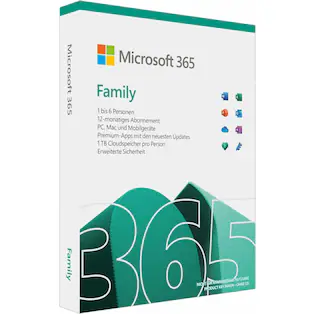 Microsoft 365
Family
1 bis 6 Personen
12-monatiges Abonnement
PC, Mac, und Mobilgeräte
Premium-Apps mit den neuesten Updates
1 TB Cloudspeicher pro Person
Erweiterte Sicherheit
365
Microsoft 365
Family